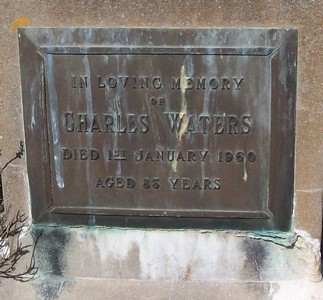 IN LOVING MEMORY
OF
CHARLES WATERS
DIED 1ST JANUARY 1960
AGED 83 YEARS